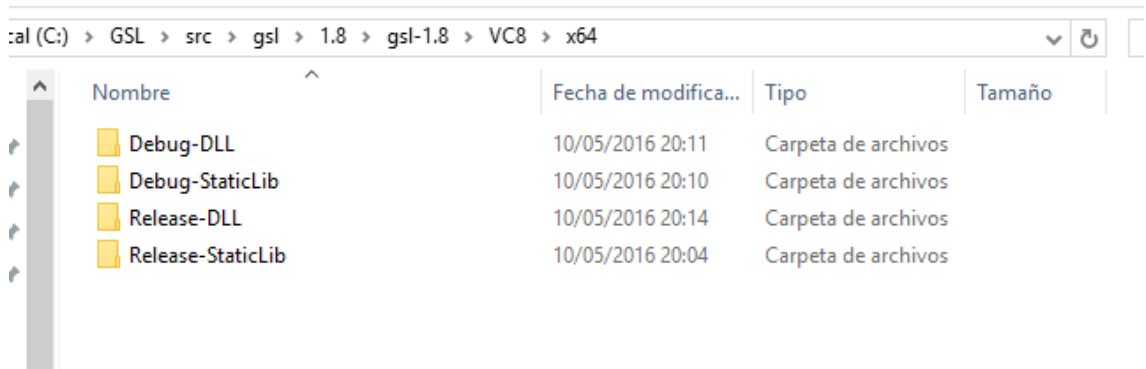 cal (C:) > GSL > src > gsl > 1.8 > gsl-1.8 > VC8 > x64
Nombre Fecha de modifica... Tipo Tamaño
Debug-DLL 10/05/2016 20:11 Carpeta de archivos
Debug-StaticLib 10/05/2016 20:10 Carpeta de archivos
Release-DLL 10/05/2016 20:14 Carpeta de archivos
Release-StaticLib 10/05/2016 20:04 Carpeta de archivos